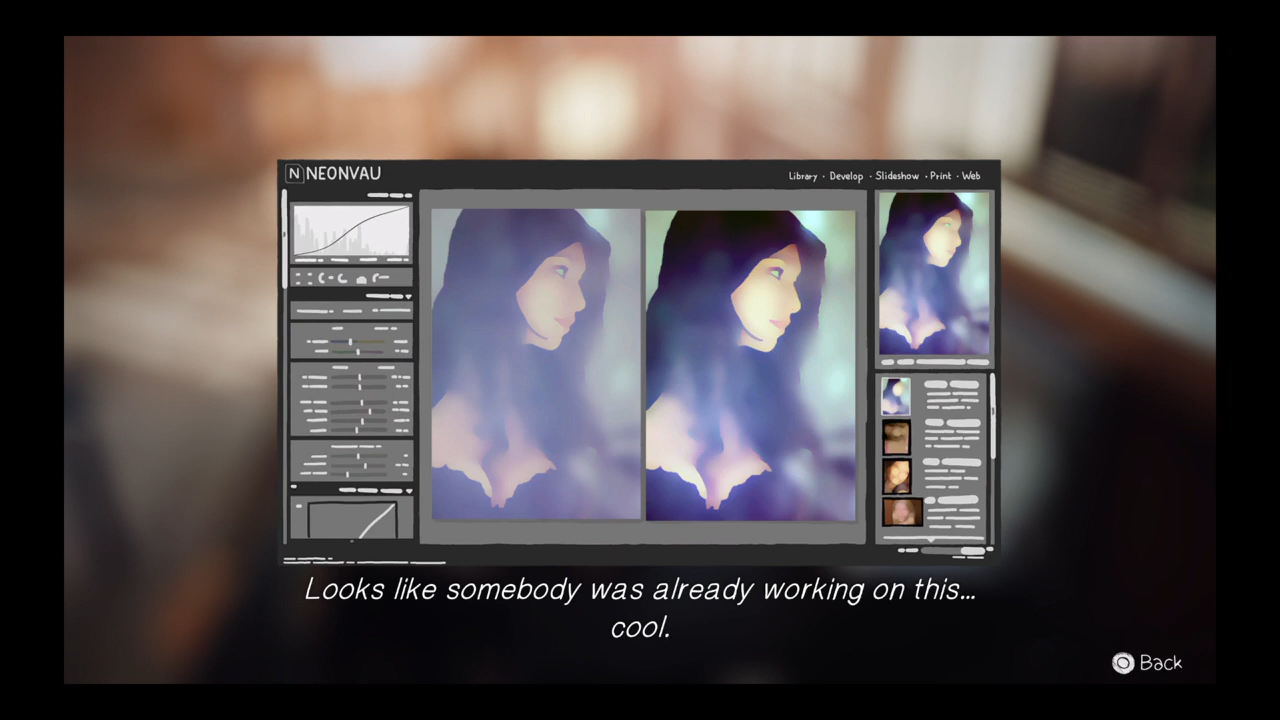 N NEONVAU
Library · Develop · Slideshow · Print · Web
Looks like somebody was already working on this...
cool.
Back